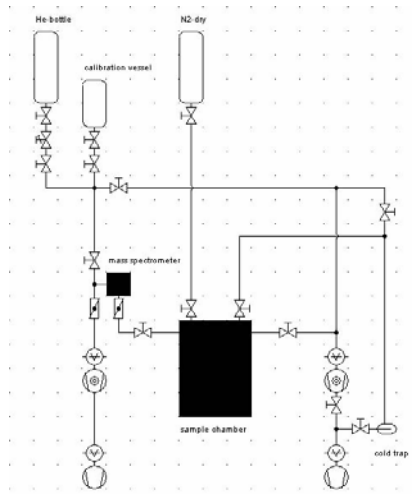 He-bottle
N2-dry
calibration vessel
mass spectrometer
sample chamber
cold trap